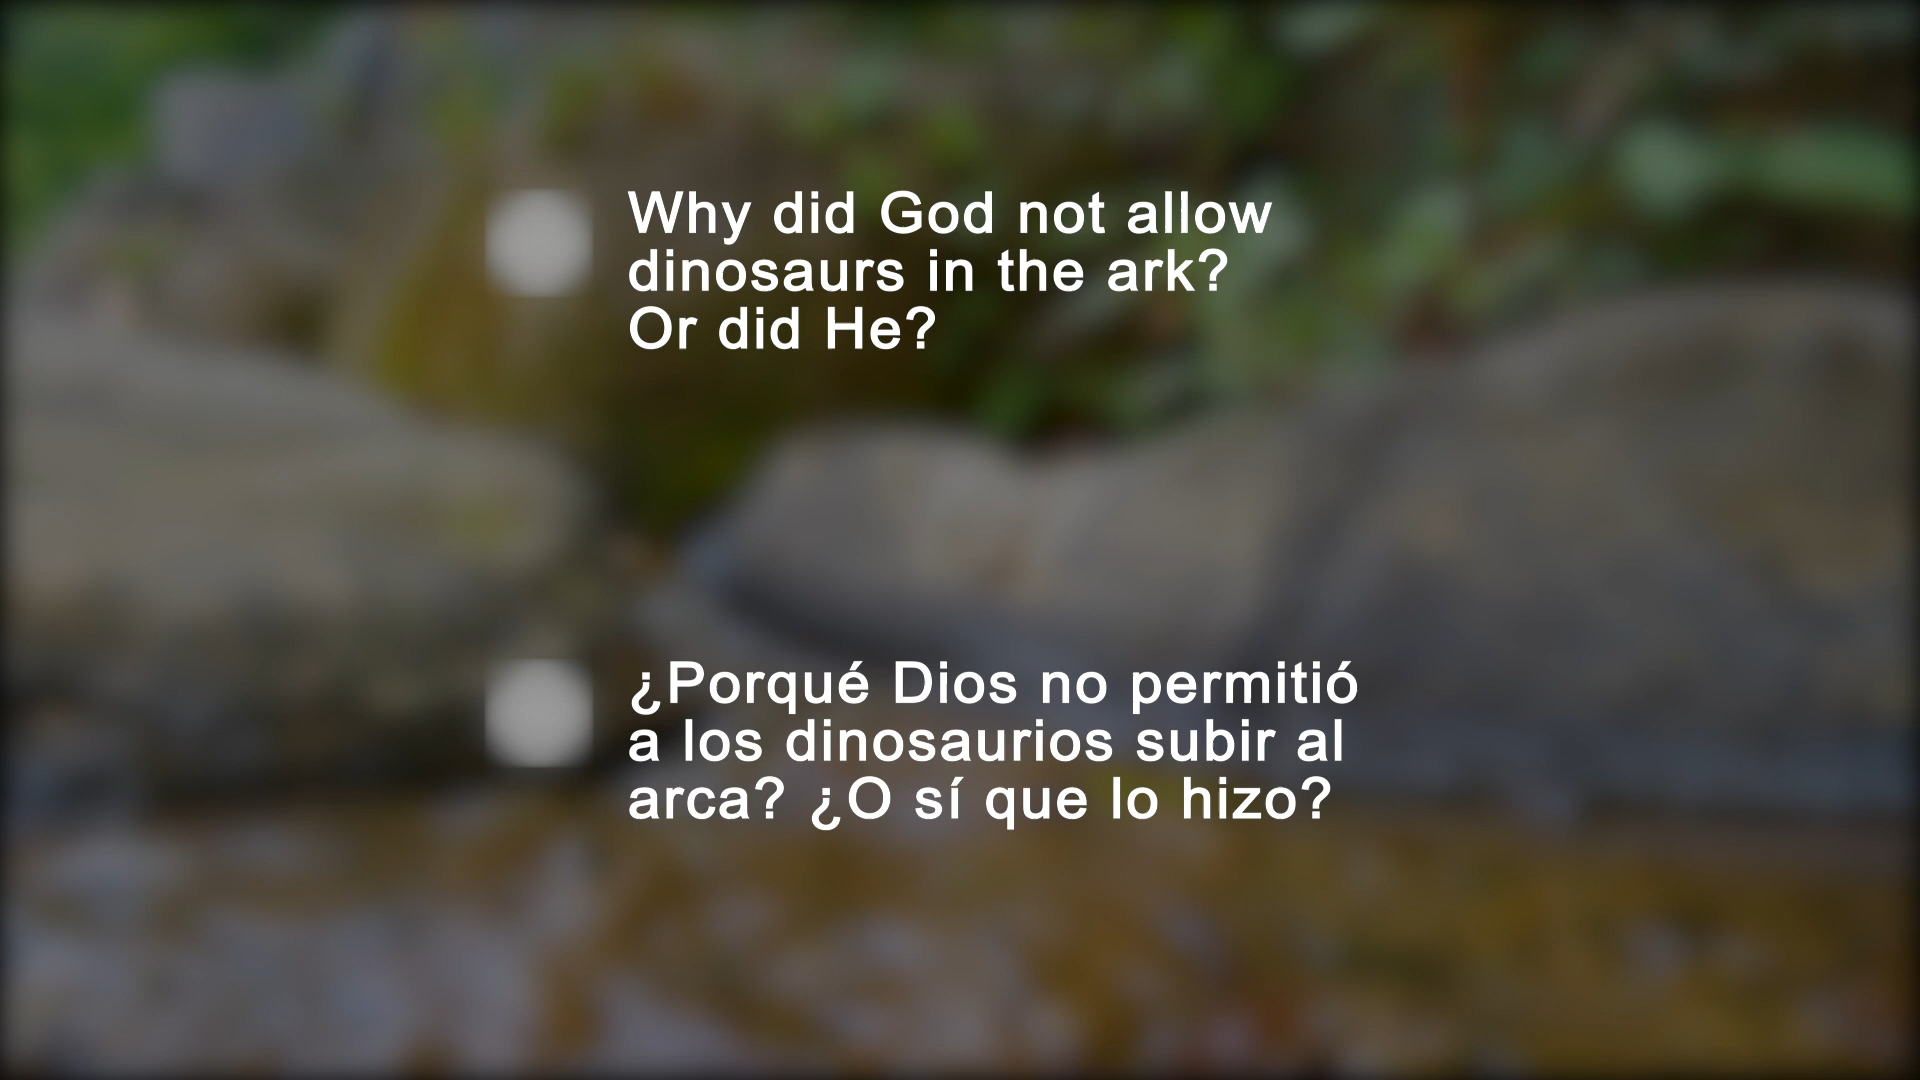 Why did God not allow
dinosaurs in the ark?
Or did He?
¿Porqué Dios no permitió
a los dinosaurios subir al
arca? ¿O sí que lo hizo?